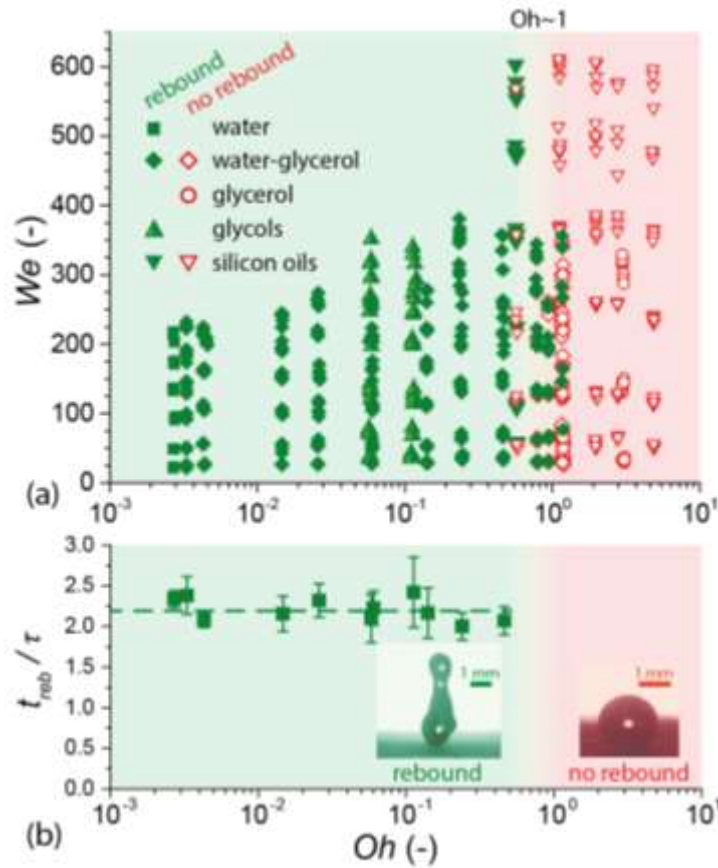 Oh~1
600
500
400
300
200
100
0
We (-)
rebound
no rebound
water
water-glycerol
glycerol
glycols
silicon oils
(a)
10-3 10-2 10-1 100 101
3.0
2.5
2.0
1.5
1.0
0.5
0.0
treb / τ
1 mm
1 mm
rebound
no rebound
(b)
10-3 10-2 10-1 100 101
Oh (-)